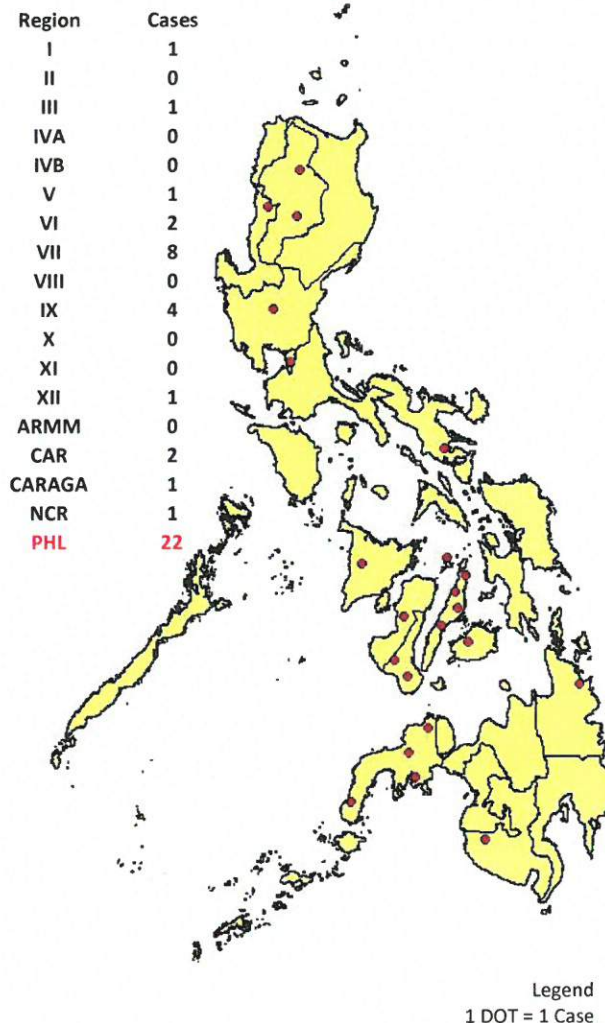 Region Cases
I 1
II 0
III 1
IVA 0
IVB 0
V 1
VI 2
VII 8
VIII 0
IX 4
X 0
XI 0
XII 1
ARMM 0
CAR 2
CARAGA 1
NCR 1
PHL 22
Legend
1 DOT = 1 Case